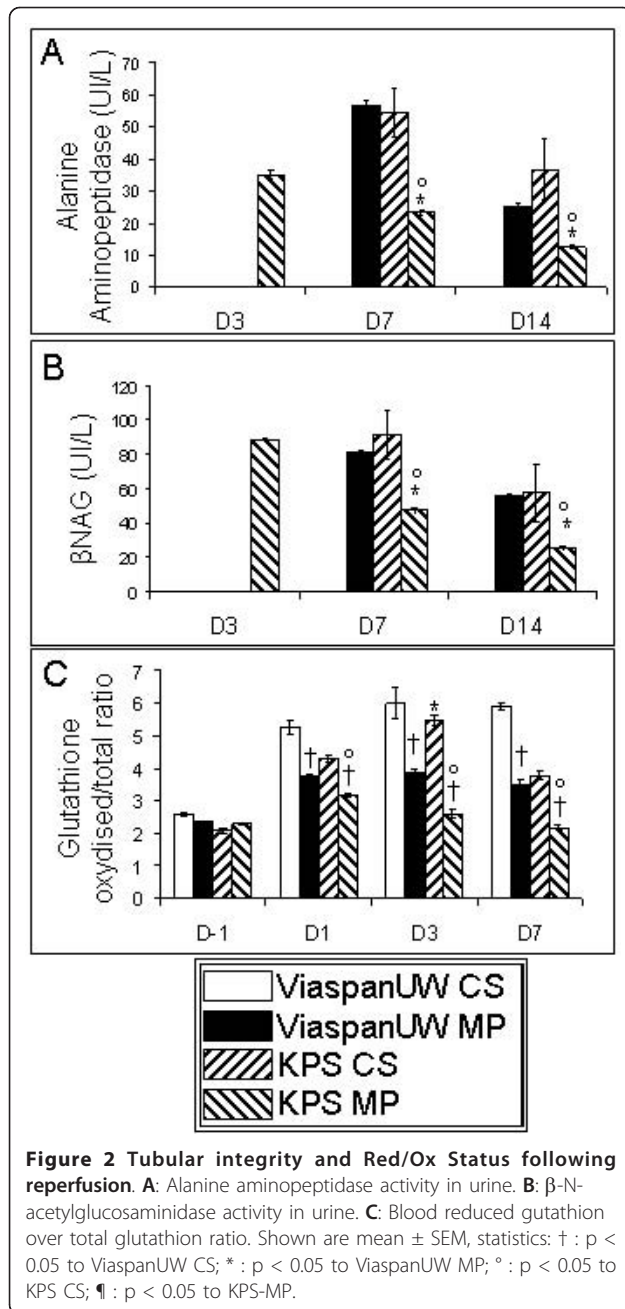 A
Alanine
Aminopeptidase (UI/L)
70
60
50
40
30
20
10
0
° *
° *
D3 D7 D14
B
βNAG (UI/L)
120
100
80
60
40
20
0
° *
° *
D3 D7 D14
C
Glutathione
oxydised/total ratio
7
6
5
4
3
2
1
0
† ° † † * ° † † ° †
D-1 D1 D3 D7
ViaspanUW CS
ViaspanUW MP
KPS CS
KPS MP
Figure 2 Tubular integrity and Red/Ox Status following
reperfusion. A: Alanine aminopeptidase activity in urine. B: β-N-
acetylglucosaminidase activity in urine. C: Blood reduced gutathion
over total glutathion ratio. Shown are mean ± SEM, statistics: † : p <
0.05 to ViaspanUW CS; * : p < 0.05 to ViaspanUW MP; ° : p < 0.05 to
KPS CS; ¶ : p < 0.05 to KPS-MP.